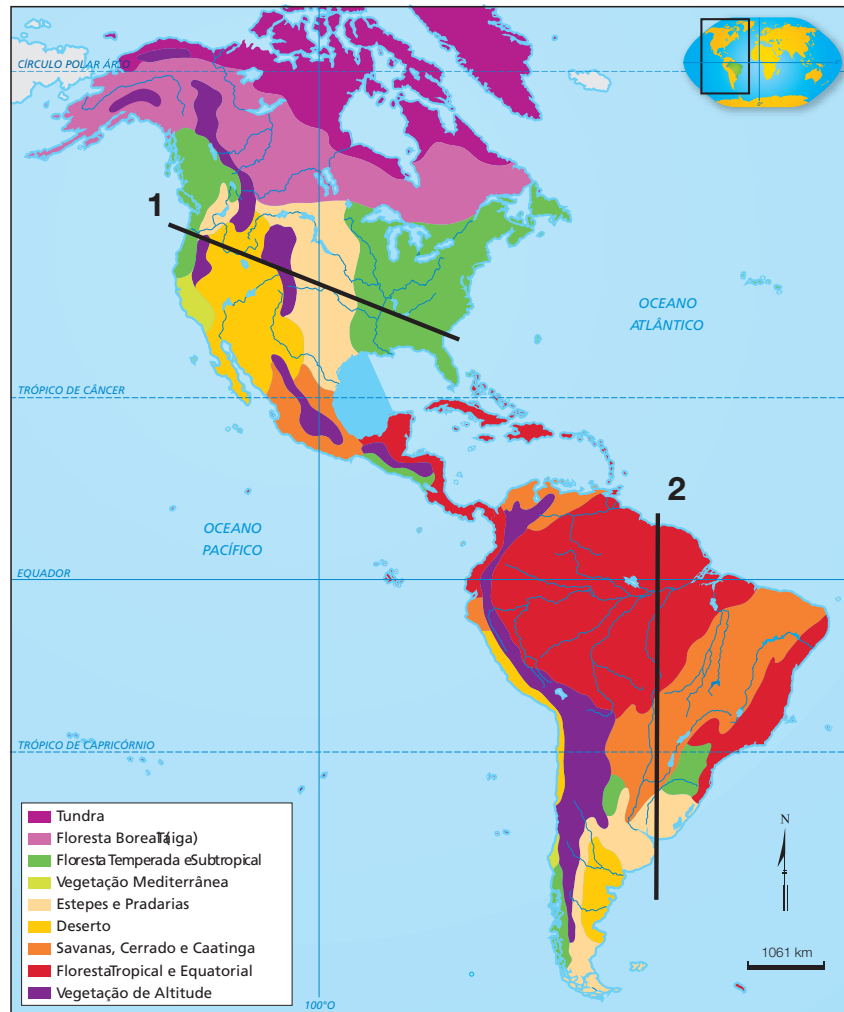 CÍRCULO POLAR ÁRICO
0°
1
OCEANO
ATLÂNTICO
TRÓPICO DE CÂNCER
2
OCEANO
PACÍFICO
EQUADOR
TRÓPICO DE CAPRICÓRNIO
Tundra
Floresta Boreal (Taiga)
Floresta Temperada e Subtropical
Vegetação Mediterrânea
Estepes e Pradarias
Deserto
Savanas, Cerrado e Caatinga
Floresta Tropical e Equatorial
Vegetação de Altitude
N
1061 km
100°O